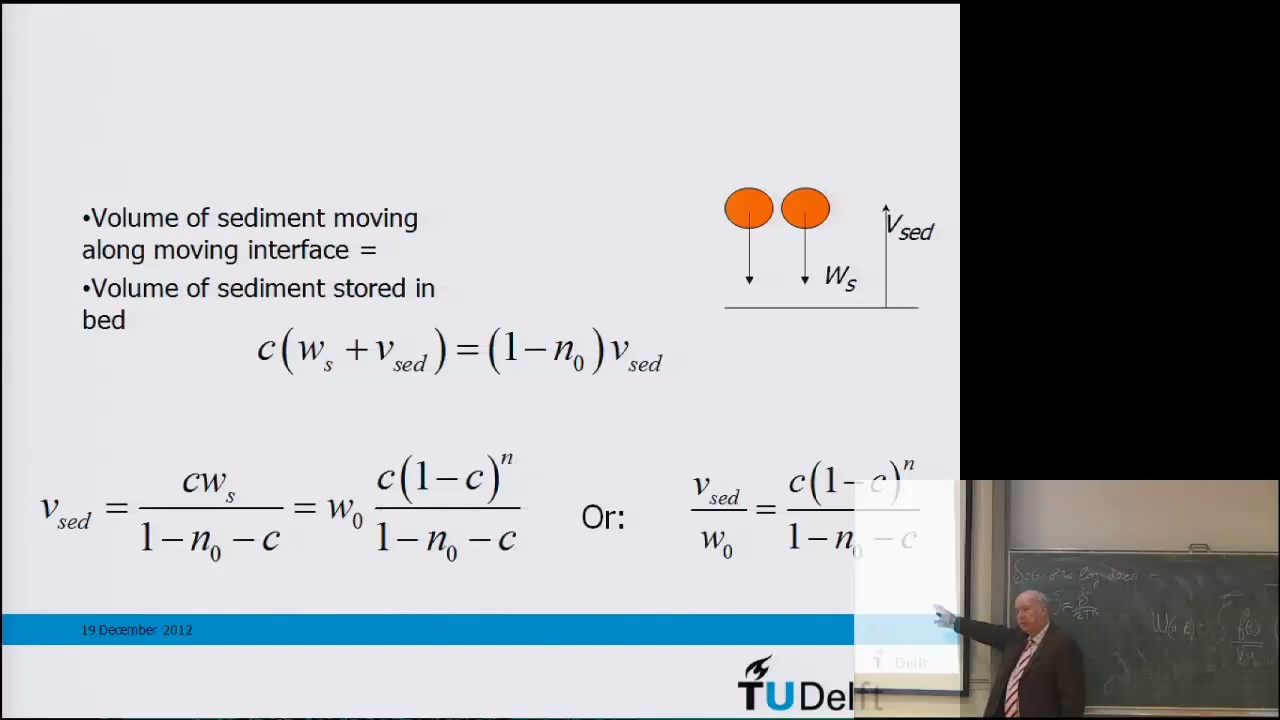 •Volume of sediment moving
along moving interface =
•Volume of sediment stored in
bed
V_sed
W_s
c(w_s + v_sed) = (1 − n_0) v_sed
v_sed = cw_s / (1 − n_0 − c) = w_0 c(1 − c)^n / (1 − n_0 − c)
Or:
v_sed / w_0 = c(1 − c)^n / (1 − n_0 − c)
19 December 2012
TUDelft